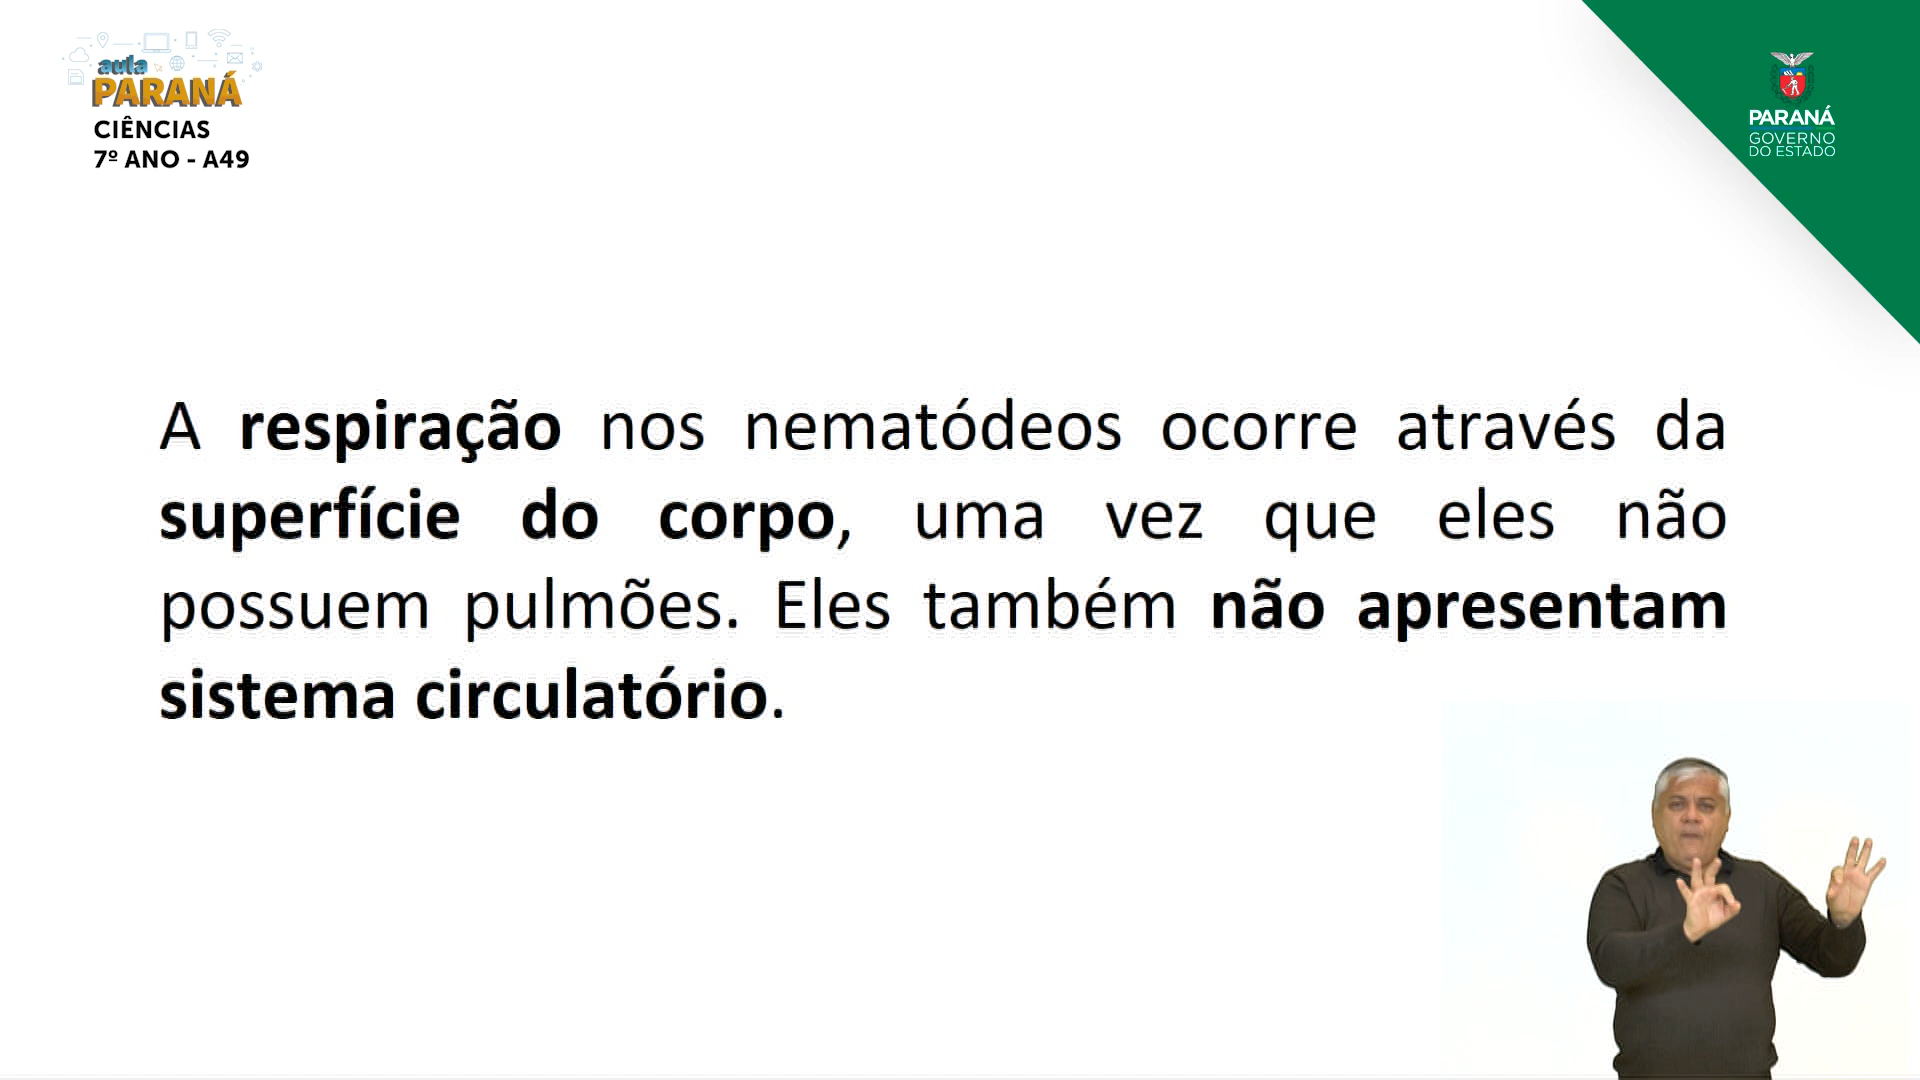 aula
PARANÁ
CIÊNCIAS
7º ANO - A49
PARANÁ
GOVERNO
DO ESTADO
A respiração nos nematódeos ocorre através da
superfície do corpo, uma vez que eles não
possuem pulmões. Eles também não apresentam
sistema circulatório.